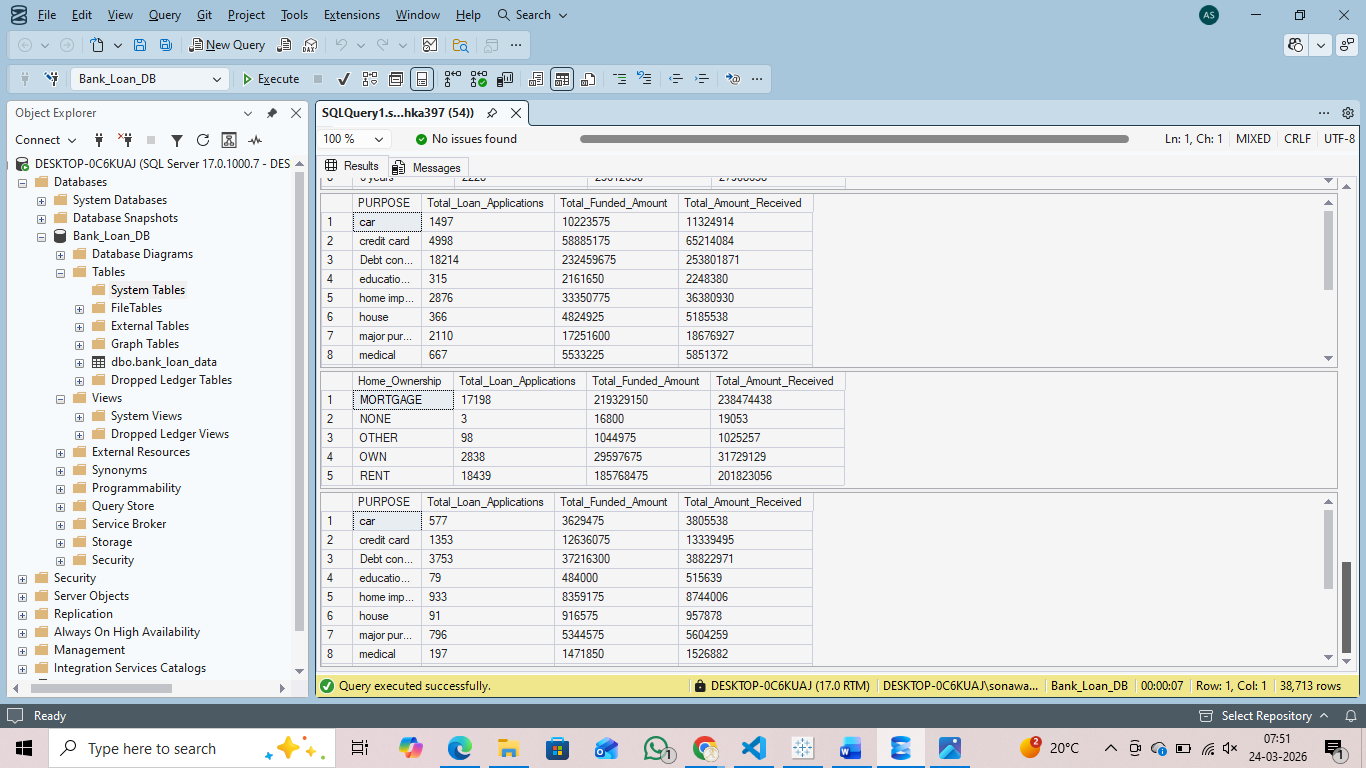 File Edit View Query Git Project Tools Extensions Window Help Search AS
New Query
Bank_Loan_DB Execute
Object Explorer
Connect
DESKTOP-0C6KUAJ (SQL Server 17.0.1000.7 - DES
Databases
System Databases
Database Snapshots
Bank_Loan_DB
Database Diagrams
Tables
System Tables
FileTables
External Tables
Graph Tables
dbo.bank_loan_data
Dropped Ledger Tables
Views
System Views
Dropped Ledger Views
External Resources
Synonyms
Programmability
Query Store
Service Broker
Storage
Security
Security
Server Objects
Replication
Always On High Availability
Management
Integration Services Catalogs
SQLQuery1.s...hka397 (54))
100 % No issues found Ln: 1, Ch: 1 MIXED CRLF UTF-8
Results Messages
PURPOSE Total_Loan_Applications Total_Funded_Amount Total_Amount_Received
1 car 1497 10223575 11324914
2 credit card 4998 58885175 65214084
3 Debt con... 18214 232459675 253801871
4 educatio... 315 2161650 2248380
5 home imp... 2876 33350775 36380930
6 house 366 4824925 5185538
7 major pur... 2110 17251600 18676927
8 medical 667 5533225 5851372
Home_Ownership Total_Loan_Applications Total_Funded_Amount Total_Amount_Received
1 MORTGAGE 17198 219329150 238474438
2 NONE 3 16800 19053
3 OTHER 98 1044975 1025257
4 OWN 2838 29597675 31729129
5 RENT 18439 185768475 201823056
PURPOSE Total_Loan_Applications Total_Funded_Amount Total_Amount_Received
1 car 577 3629475 3805538
2 credit card 1353 12636075 13339495
3 Debt con... 3753 37216300 38822971
4 educatio... 79 484000 515639
5 home imp... 933 8359175 8744006
6 house 91 916575 957878
7 major pur... 796 5344575 5604259
8 medical 197 1471850 1526882
Query executed successfully. DESKTOP-0C6KUAJ (17.0 RTM) DESKTOP-0C6KUAJ\sonawa... Bank_Loan_DB 00:00:07 Row: 1, Col: 1 38,713 rows
Ready Select Repository
Type here to search 1 2 20°C 07:51
24-03-2026 1